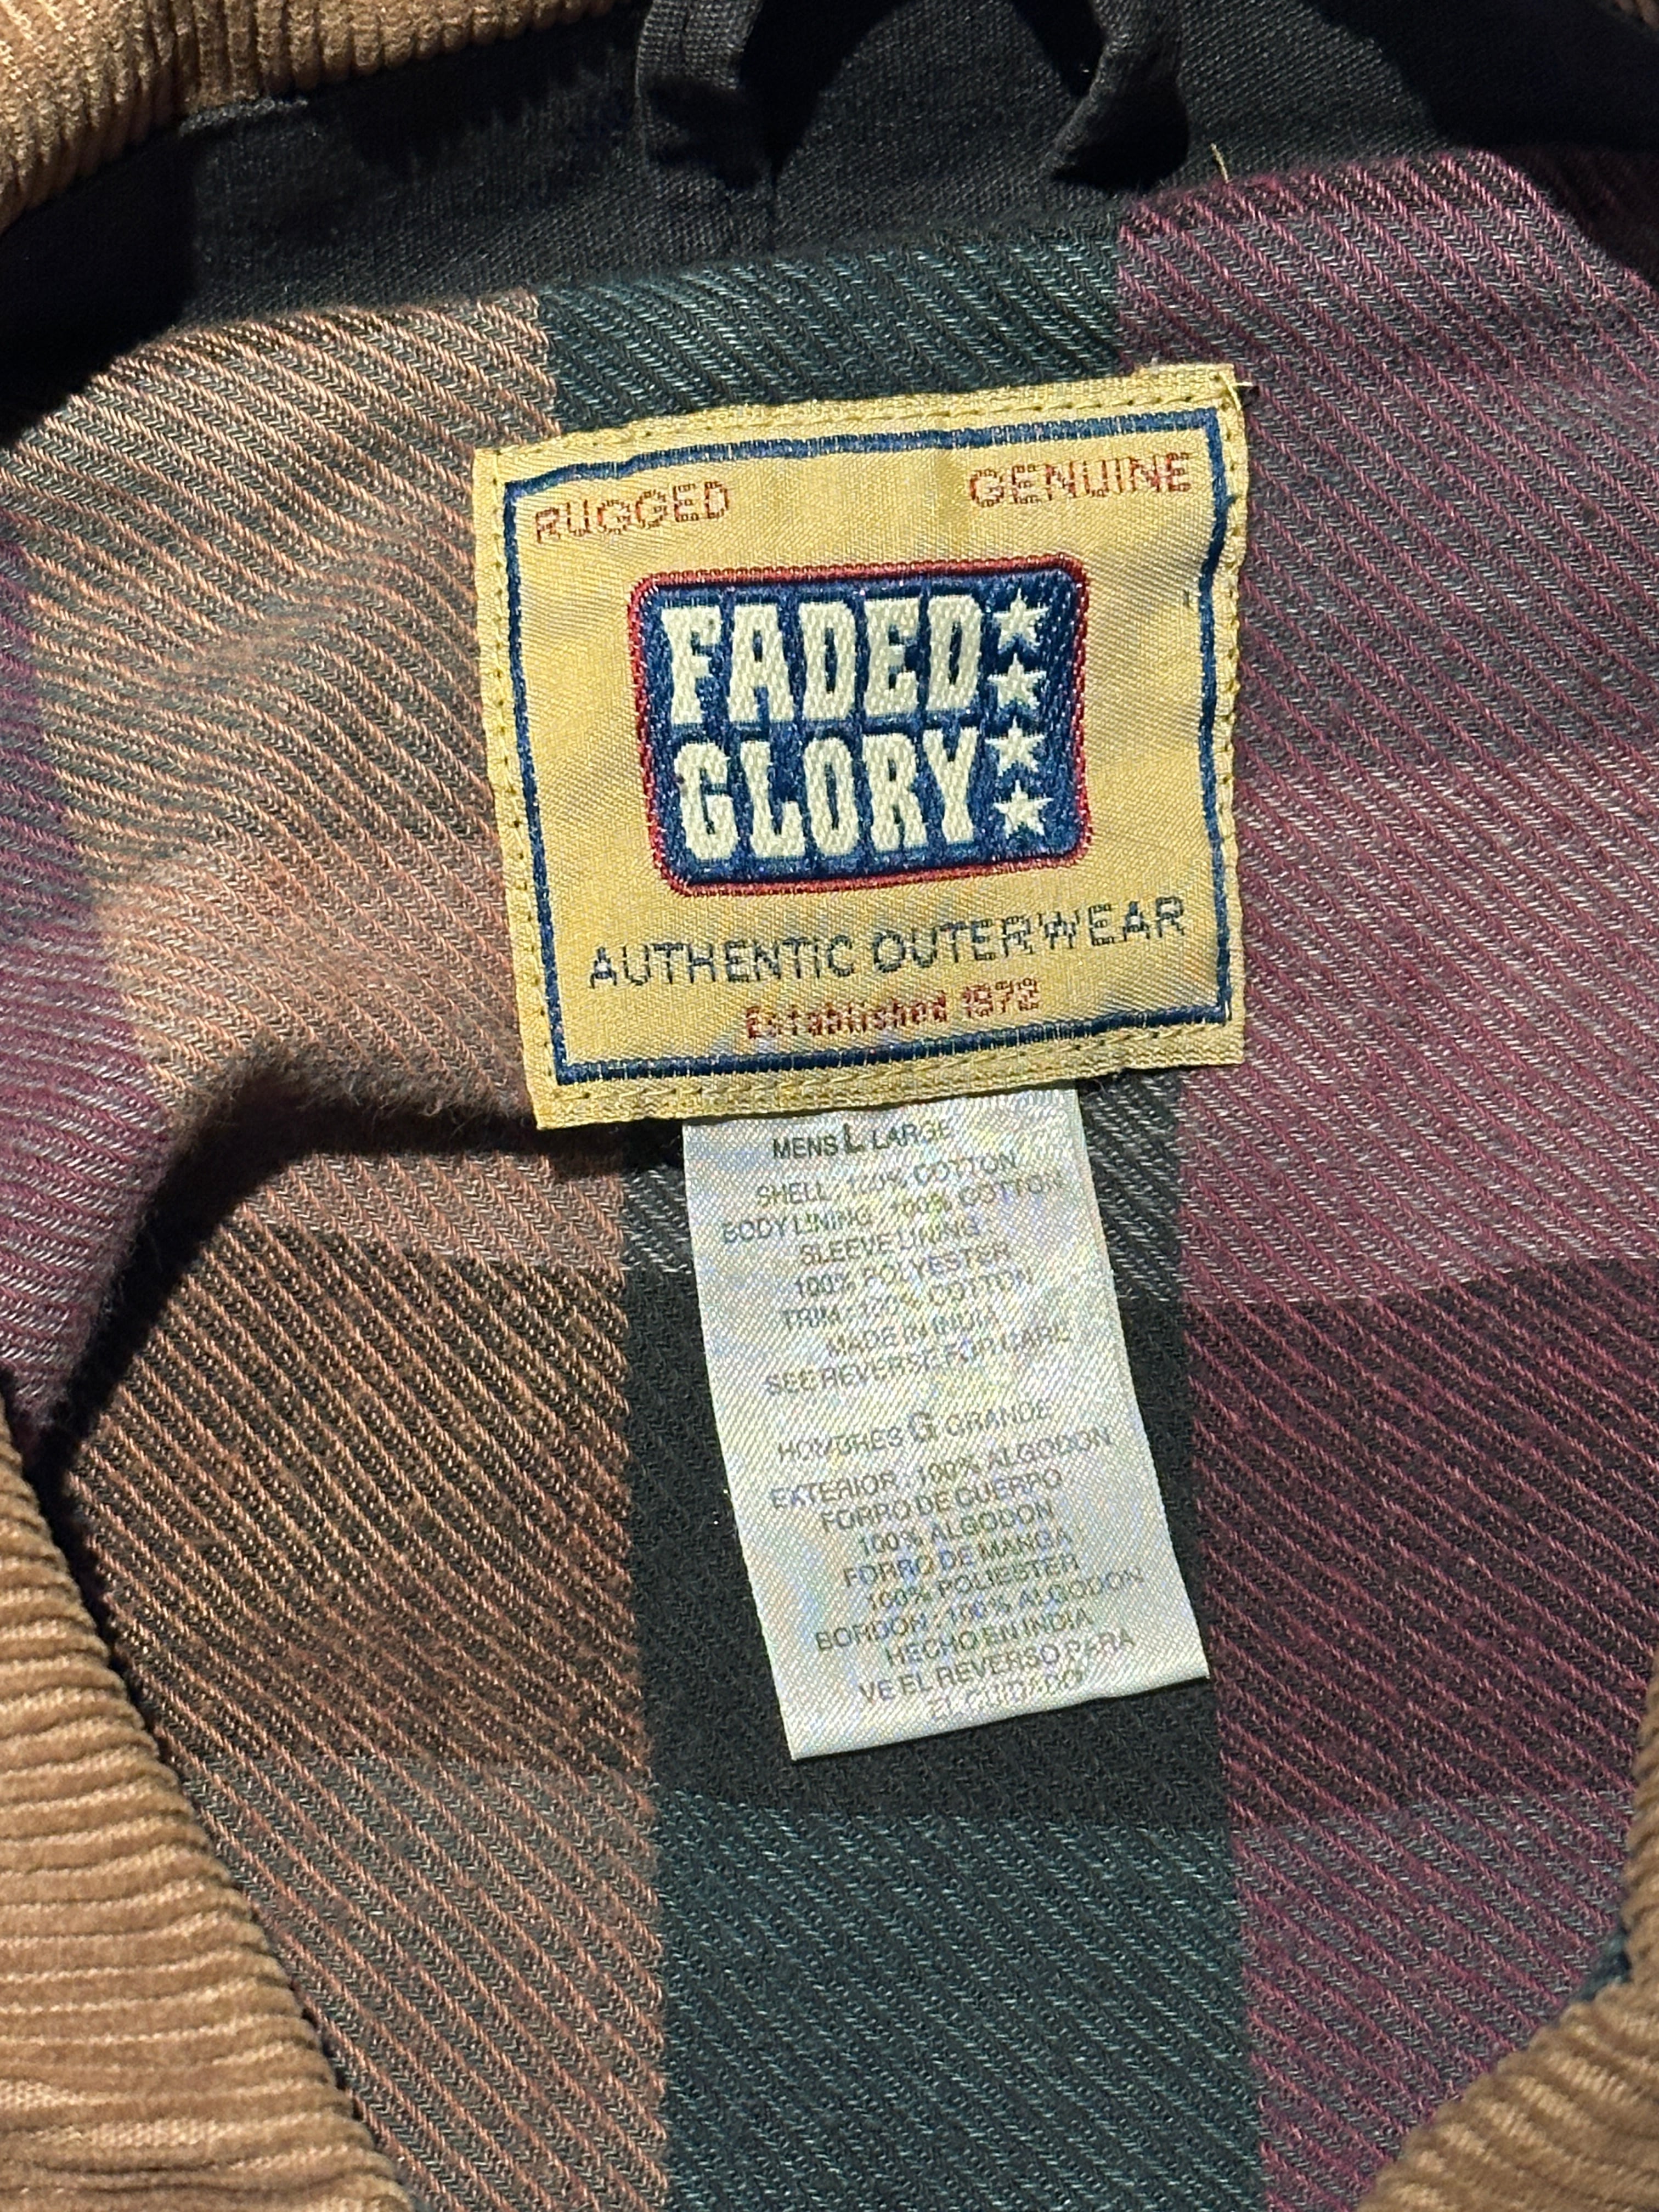 RUGGED GENUINE
FADED
GLORY
AUTHENTIC OUTERWEAR
Established 1972
MENS L LARGE
SHELL: 100% COTTON
BODY LINING: 100% COTTON
SLEEVE LINING:
100% POLYESTER
TRIM: 100% COTTON
MADE IN INDIA
SEE REVERSE FOR CARE
HOMBRES G GRANDE
EXTERIOR: 100% ALGODON
FORRO DE CUERPO
100% ALGODON
FORRO DE MANGA
100% POLIESTER
BORDON: 100% ALGODON
HECHO EN INDIA
VE EL REVERSO PARA
EL CUIDADO